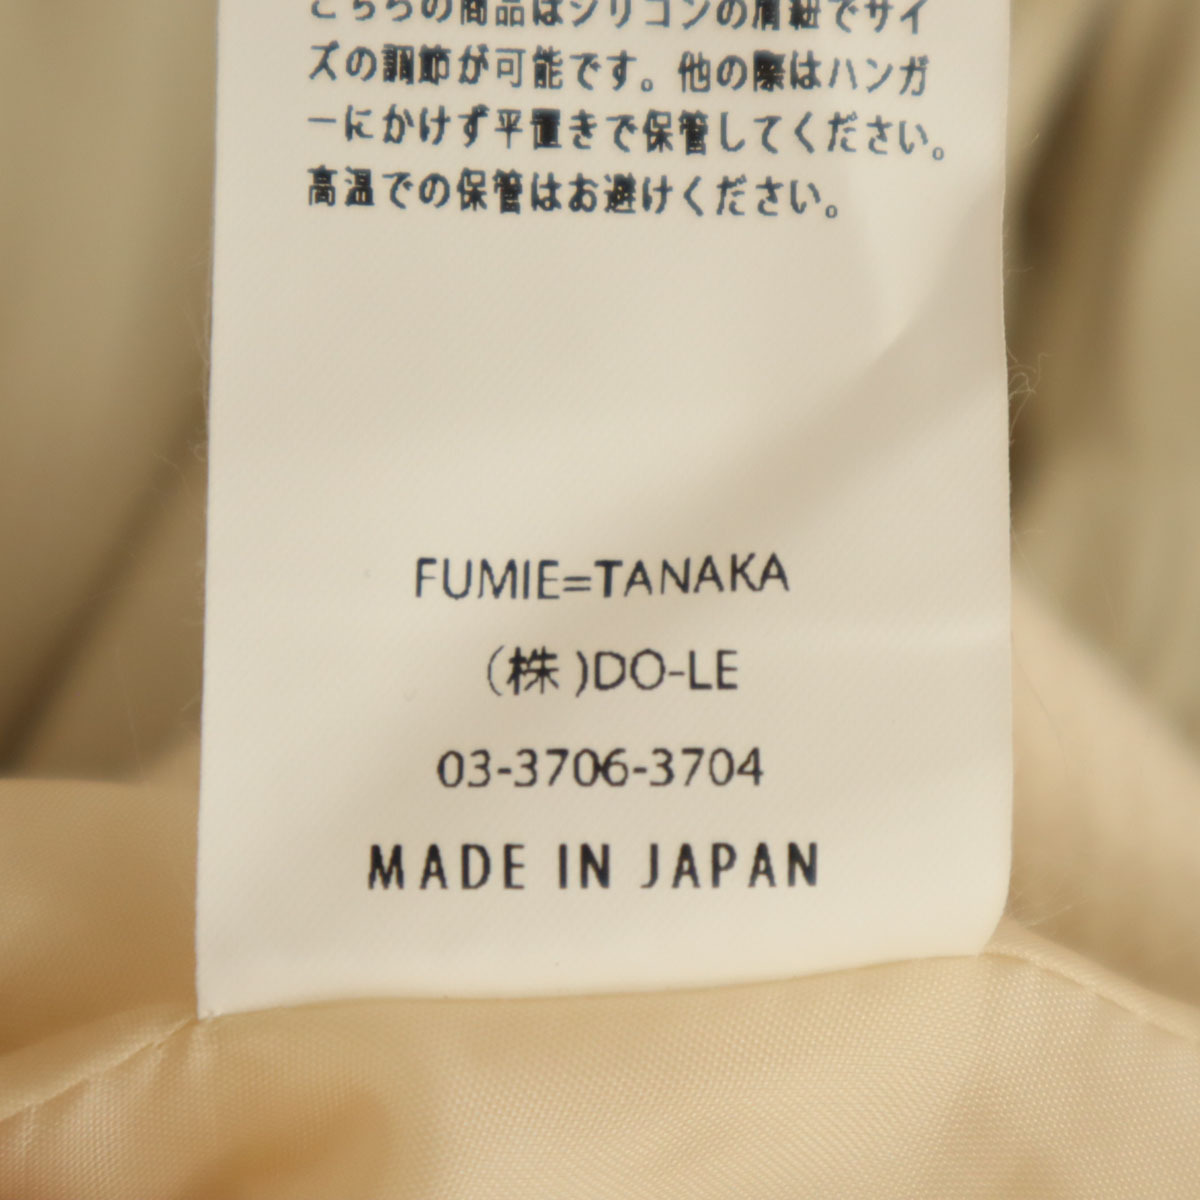 こちらの商品はシリコンの肩紐でサイ
ズの調節が可能です。他の際はハンガ
ーにかけず平置きで保管してください。
高温での保管はお避けください。
FUMIE=TANAKA
(株)DO-LE
03-3706-3704
MADE IN JAPAN